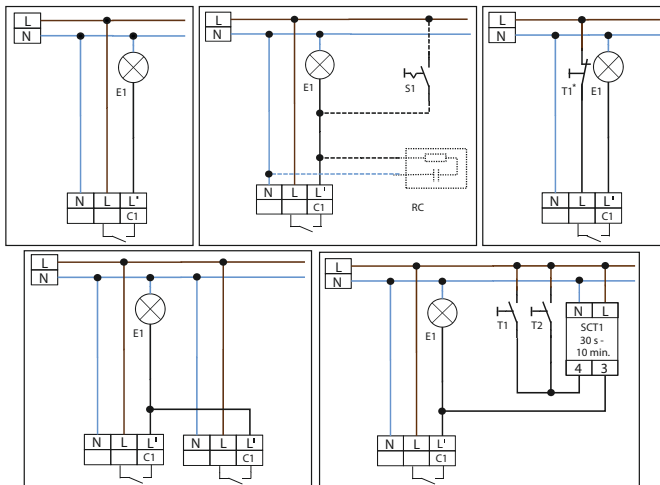 L
N
E1
N L L'
C1
L
N
E1
S1
N L L'
C1
RC
L
N
T1* E1
N L L'
C1
L
N
E1
N L L' N L L'
C1 C1
L
N
E1
T1 T2
N L
SCT1
30 s -
10 min.
4 3
N L L'
C1